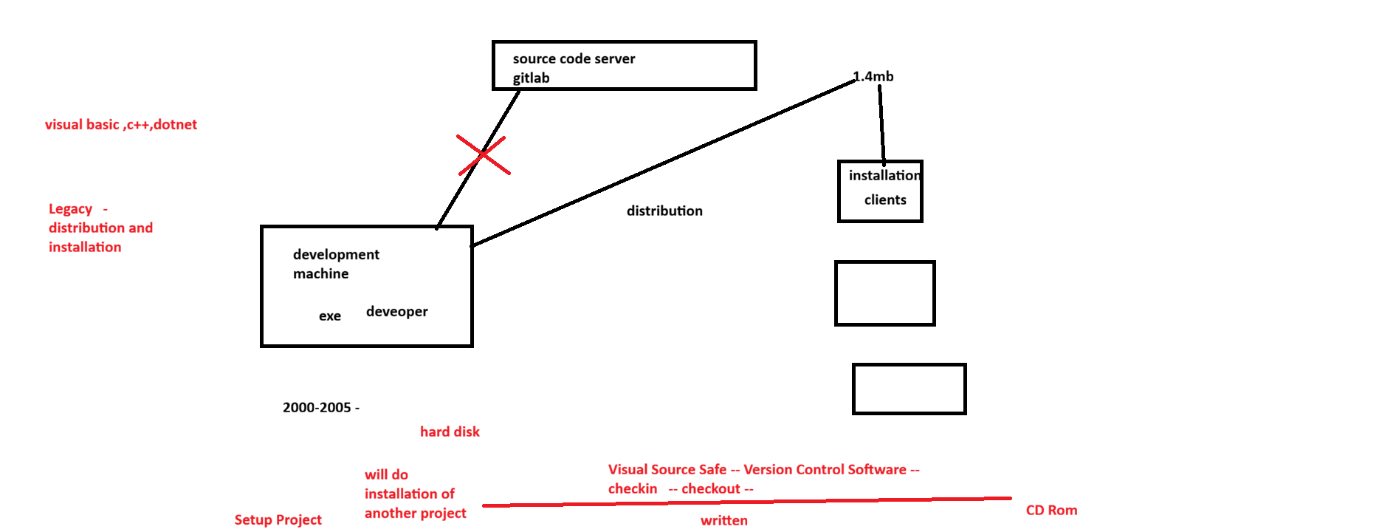 source code server
gitlab
1.4mb
visual basic ,c++,dotnet
installation
clients
Legacy -
distribution and
installation
distribution
development
machine
exe
deveoper
2000-2005 -
hard disk
will do
installation of
another project
Visual Source Safe -- Version Control Software --
checkin -- checkout --
Setup Project
written
CD Rom